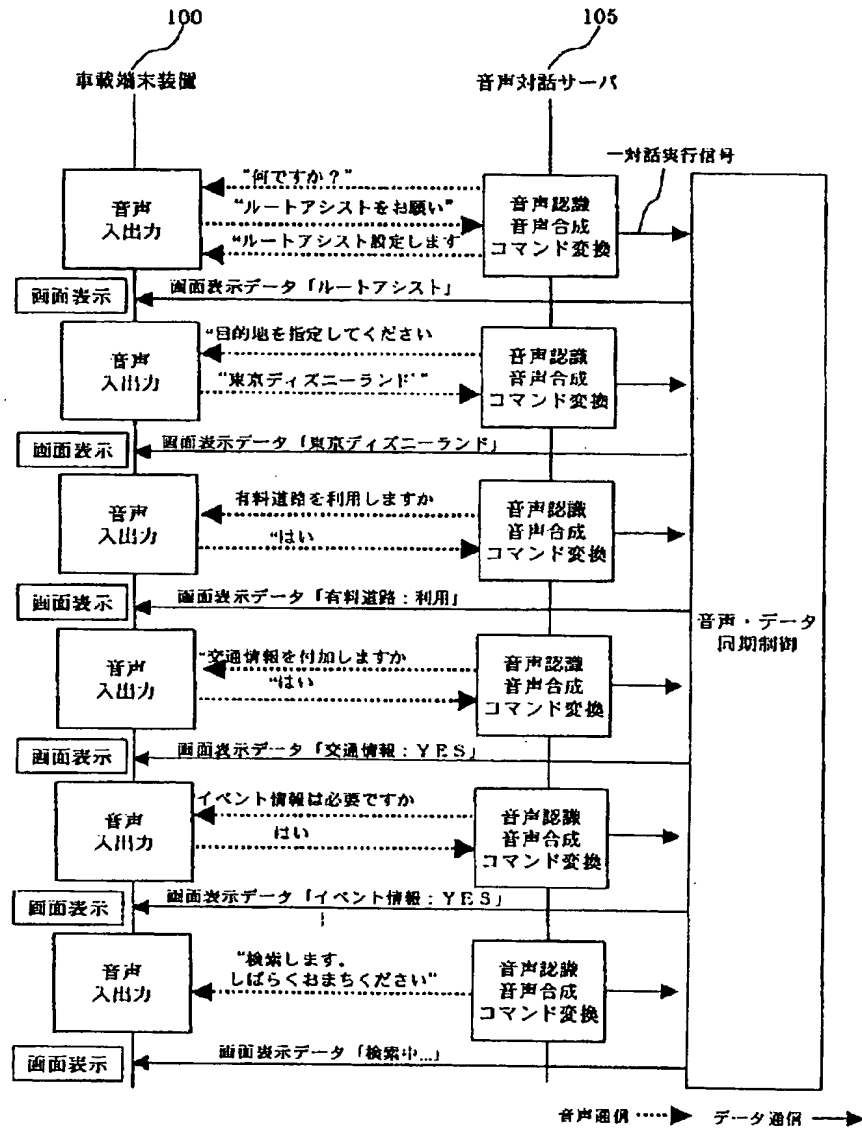 100
105
車載端末装置
音声対話サーバ
一対話実行信号
音声
入出力
"何ですか？"
"ルートアシストをお願い"
"ルートアシスト設定します
音声認識
音声合成
コマンド変換
画面表示
画面表示データ「ルートアシスト」
音声
入出力
"目的地を指定してください
"東京ディズニーランド"
音声認識
音声合成
コマンド変換
画面表示
画面表示データ「東京ディズニーランド」
音声
入出力
有料道路を利用しますか
"はい
音声認識
音声合成
コマンド変換
画面表示
画面表示データ「有料道路：利用」
音声・データ
同期制御
音声
入出力
"交通情報を付加しますか
"はい
音声認識
音声合成
コマンド変換
画面表示
画面表示データ「交通情報：ＹＥＳ」
音声
入出力
イベント情報は必要ですか
はい
音声認識
音声合成
コマンド変換
画面表示
画面表示データ「イベント情報：ＹＥＳ」
音声
入出力
"検索します．
しばらくおまちください"
音声認識
音声合成
コマンド変換
画面表示
画面表示データ「検索中...」
音声通信
データ通信